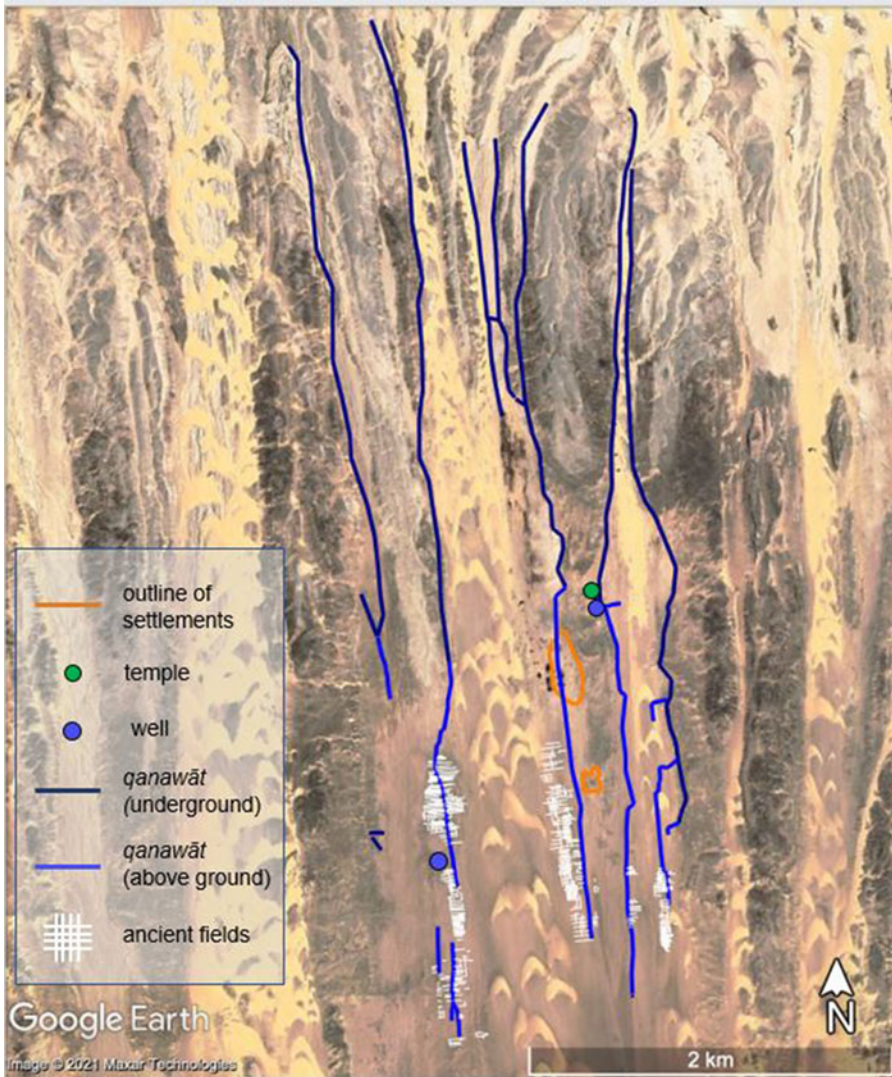 outline of
settlements
temple
well
qanawāt
(underground)
qanawāt
(above ground)
ancient fields
Google Earth
Image © 2021 Maxar Technologies
N
2 km